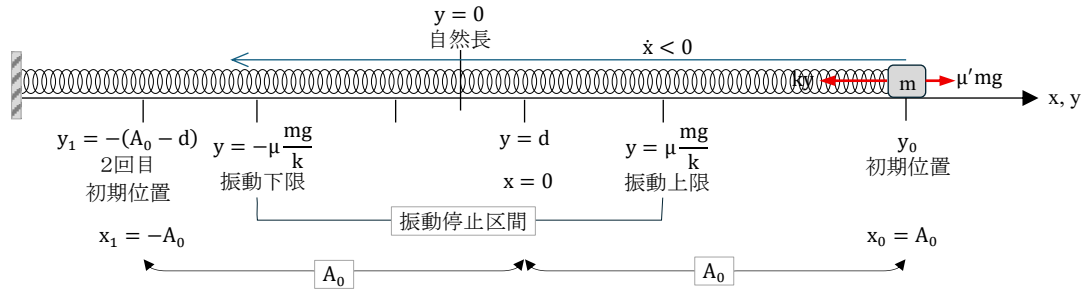 y = 0
自然長
ẋ < 0
ky
m
μ′mg
x, y
y₁ = −(A₀ − d)
2回目
初期位置
y = −μ mg/k
振動下限
y = d
x = 0
y = μ mg/k
振動上限
y₀
初期位置
振動停止区間
x₁ = −A₀
x₀ = A₀
A₀
A₀